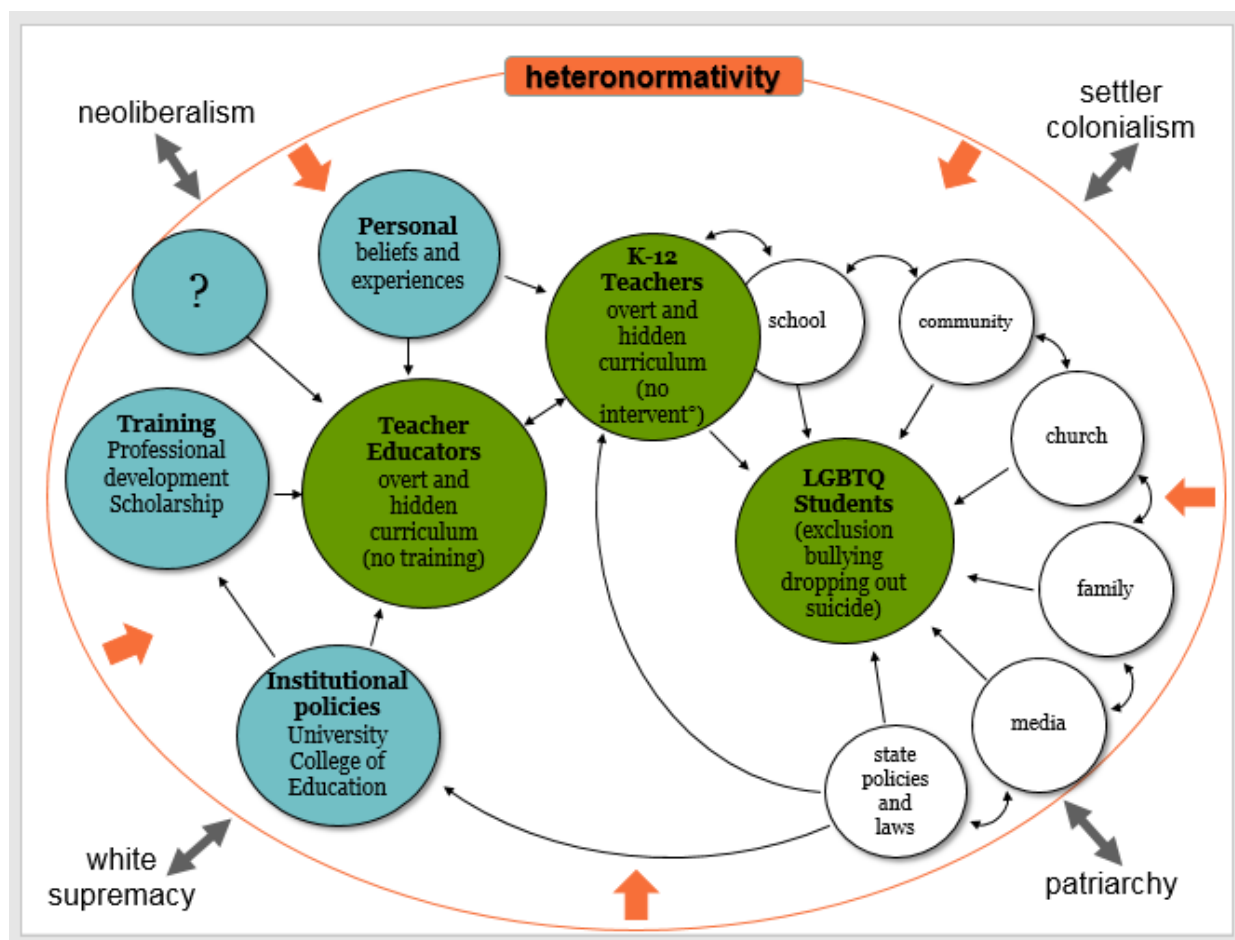 heteronormativity
neoliberalism
settler
colonialism
Personal
beliefs and
experiences
?
K-12
Teachers
overt and
hidden
curriculum
(no
intervent°)
school
community
Training
Professional
development
Scholarship
Teacher
Educators
overt and
hidden
curriculum
(no training)
church
LGBTQ
Students
(exclusion
bullying
dropping out
suicide)
family
Institutional
policies
University
College of
Education
media
state
policies
and
laws
white
supremacy
patriarchy